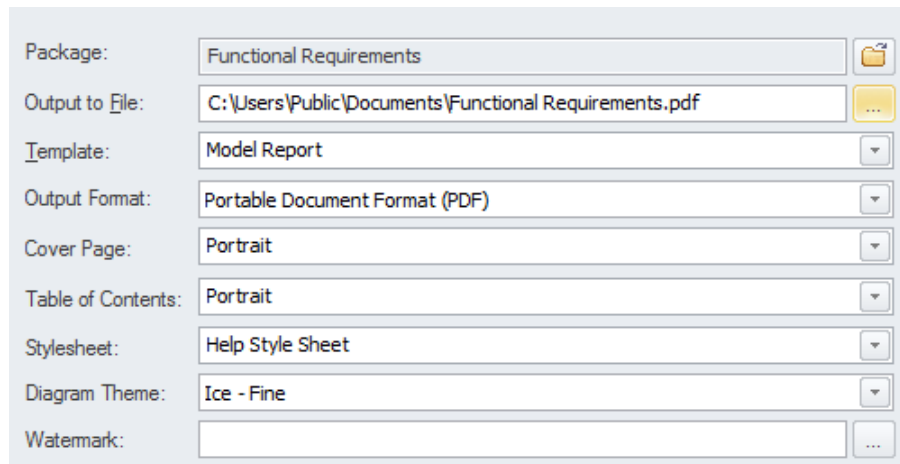 Package: Functional Requirements
Output to File: C:\Users\Public\Documents\Functional Requirements.pdf ...
Template: Model Report
Output Format: Portable Document Format (PDF)
Cover Page: Portrait
Table of Contents: Portrait
Stylesheet: Help Style Sheet
Diagram Theme: Ice - Fine
Watermark: ...